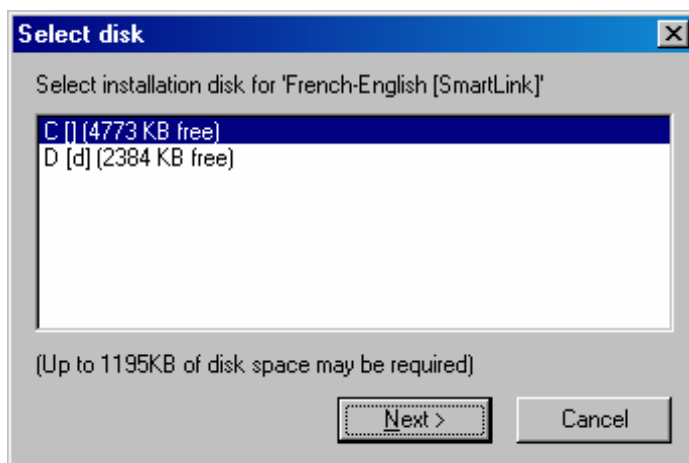 Select disk
Select installation disk for 'French-English [SmartLink]'
C [] (4773 KB free)
D [d] (2384 KB free)
(Up to 1195KB of disk space may be required)
Next >
Cancel